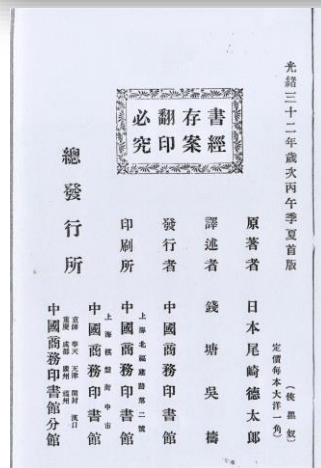 光緒三十二年歲次丙午季夏首版
書經存案翻印必究
(俠黑奴)
定價每本大洋一角
原著者 日本尾崎德太郎
譯述者 錢塘吳檮
發行者 中國商務印書館
上海北福建路第二號
印刷所 中國商務印書館
上海棋盤街中市
總發行所 中國商務印書館
京師 奉天 天津 開封 漢口
重慶 成都 廣州 福州
中國商務印書分館